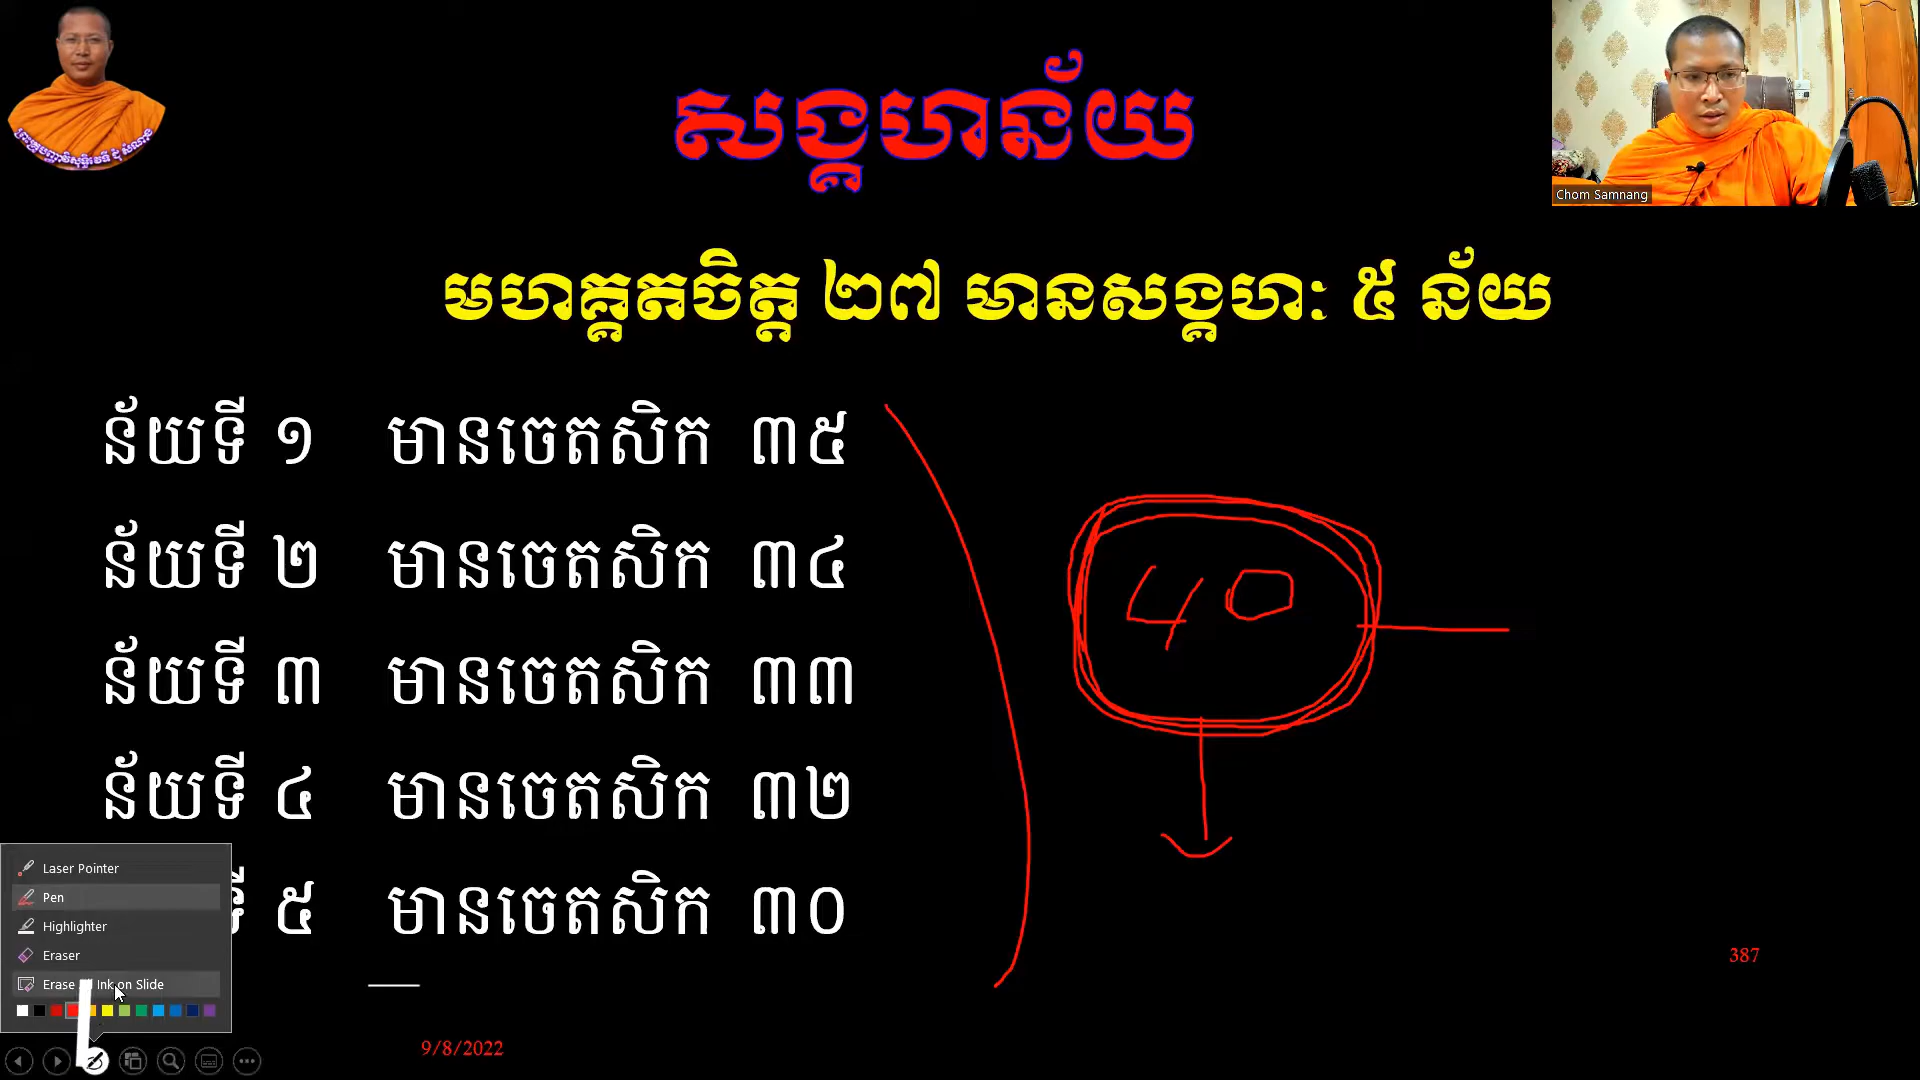 សង្គហន័យ
Chom Samnang
មហគ្គតចិត្ត ២៧ មានសង្គហៈ ៥ ន័យ
ន័យទី ១ មានចេតសិក ៣៥
ន័យទី ២ មានចេតសិក ៣៤
40
ន័យទី ៣ មានចេតសិក ៣៣
ន័យទី ៤ មានចេតសិក ៣២
៥ មានចេតសិក ៣០
Laser Pointer
Pen
Highlighter
Eraser
Erase Ink on Slide
387
9/8/2022